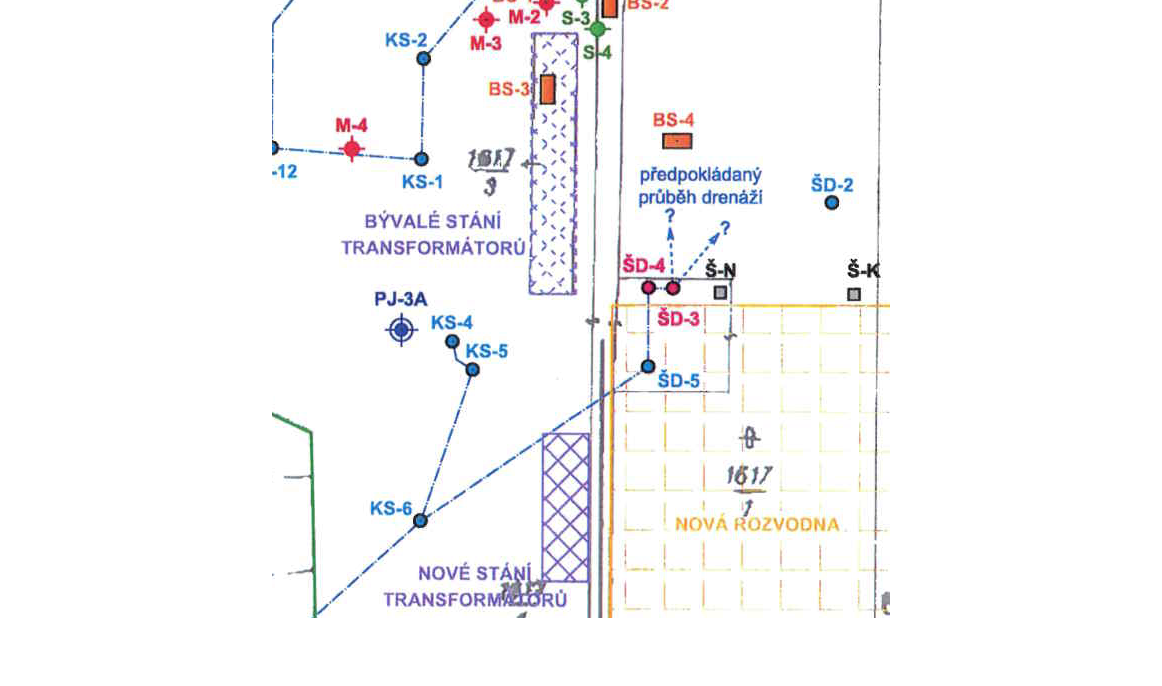 BS-2
M-2
S-3
KS-2
M-3
S-4
BS-3
M-4
BS-4
1617
3
-12
KS-1
předpokládaný
průběh drenáží
ŠD-2
? ?
BÝVALÉ STÁNÍ
TRANSFORMÁTORŮ
ŠD-4
Š-N
Š-K
PJ-3A
KS-4
ŠD-3
KS-5
ŠD-5
1617
1
KS-6
NOVÁ ROZVODNA
NOVÉ STÁNÍ
TRANSFORMÁTORŮ